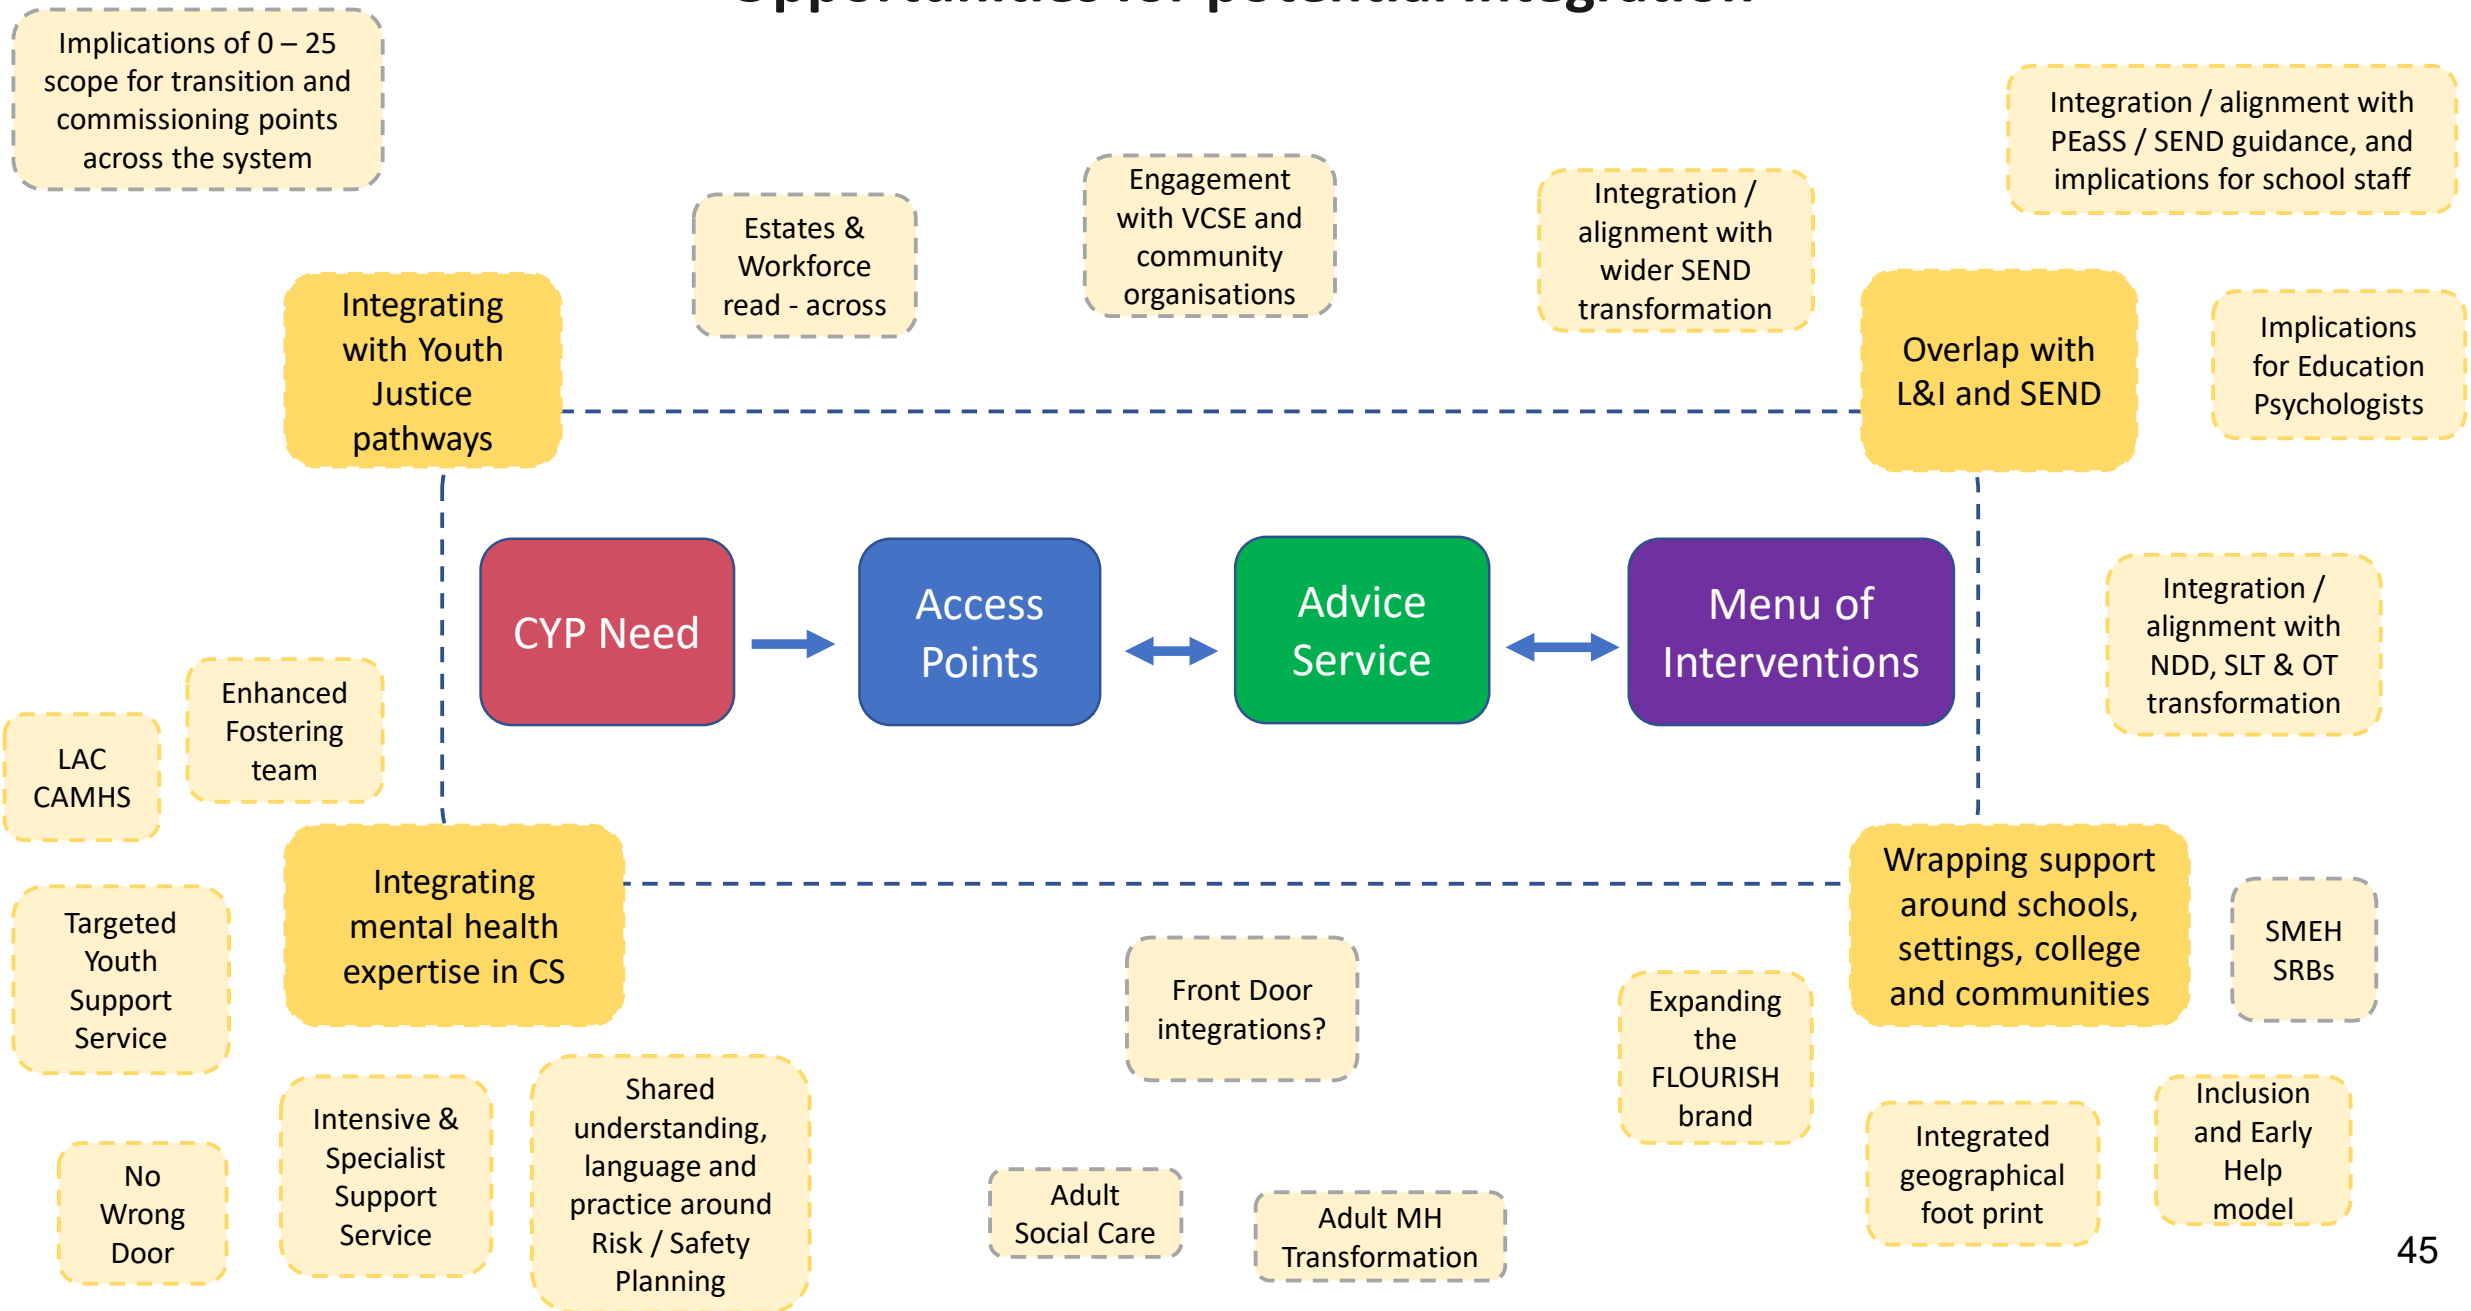 Opportunities for potential integration
Implications of 0 – 25
scope for transition and
commissioning points
across the system
Integration / alignment with
PEaSS / SEND guidance, and
implications for school staff
Engagement
with VCSE and
community
organisations
Integration /
alignment with
wider SEND
transformation
Estates &
Workforce
read - across
Integrating
with Youth
Justice
pathways
Overlap with
L&I and SEND
Implications
for Education
Psychologists
CYP Need
Access
Points
Advice
Service
Menu of
Interventions
Integration /
alignment with
NDD, SLT & OT
transformation
Enhanced
Fostering
team
LAC
CAMHS
Integrating
mental health
expertise in CS
Wrapping support
around schools,
settings, college
and communities
Targeted
Youth
Support
Service
SMEH
SRBs
Front Door
integrations?
Expanding
the
FLOURISH
brand
Shared
understanding,
language and
practice around
Risk / Safety
Planning
Intensive &
Specialist
Support
Service
No
Wrong
Door
Adult
Social Care
Adult MH
Transformation
Integrated
geographical
foot print
Inclusion
and Early
Help
model
45